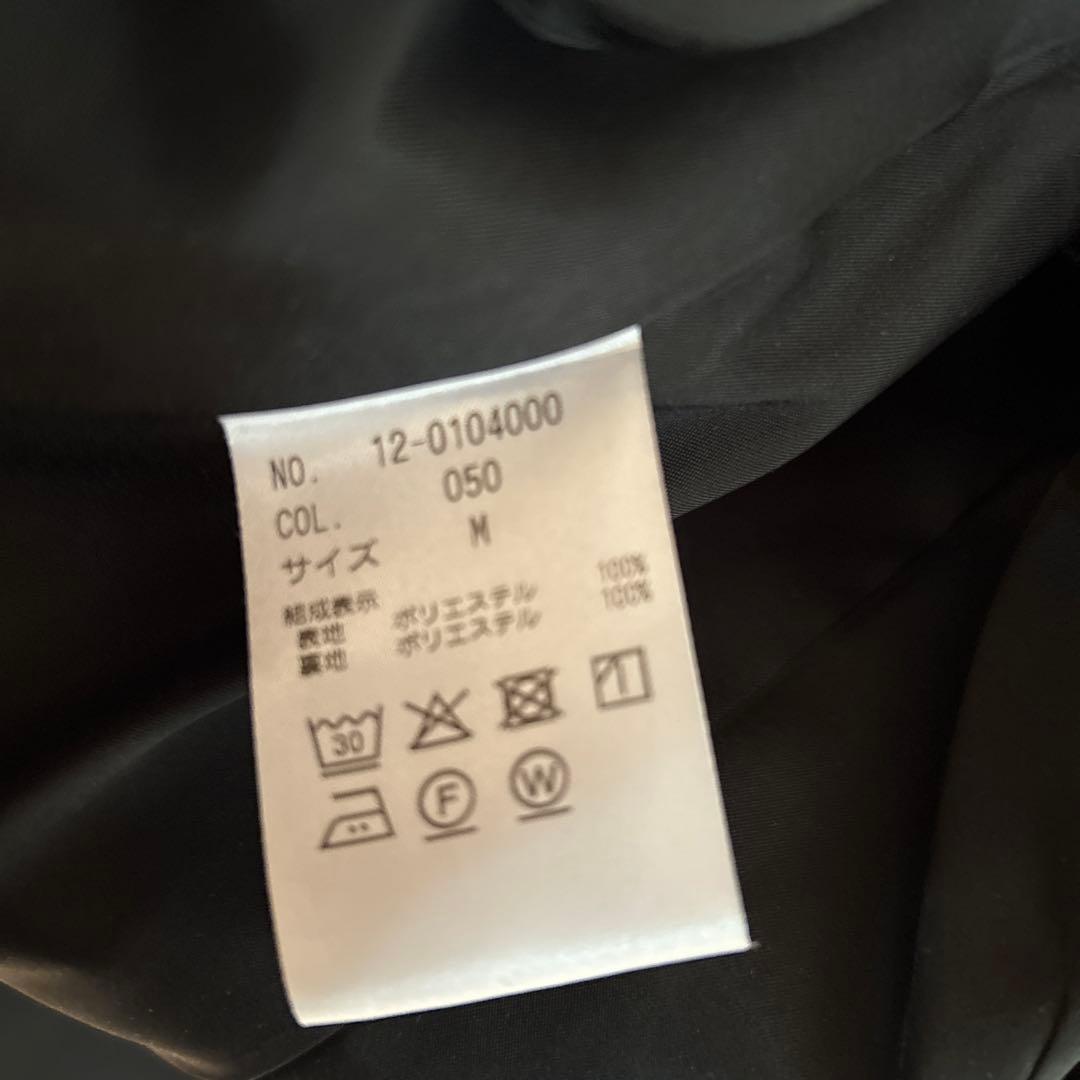 NO. 12-0104000
COL. 050
サイズ M
組成表示
表地 ポリエステル 100%
裏地 ポリエステル 100%
30
F W